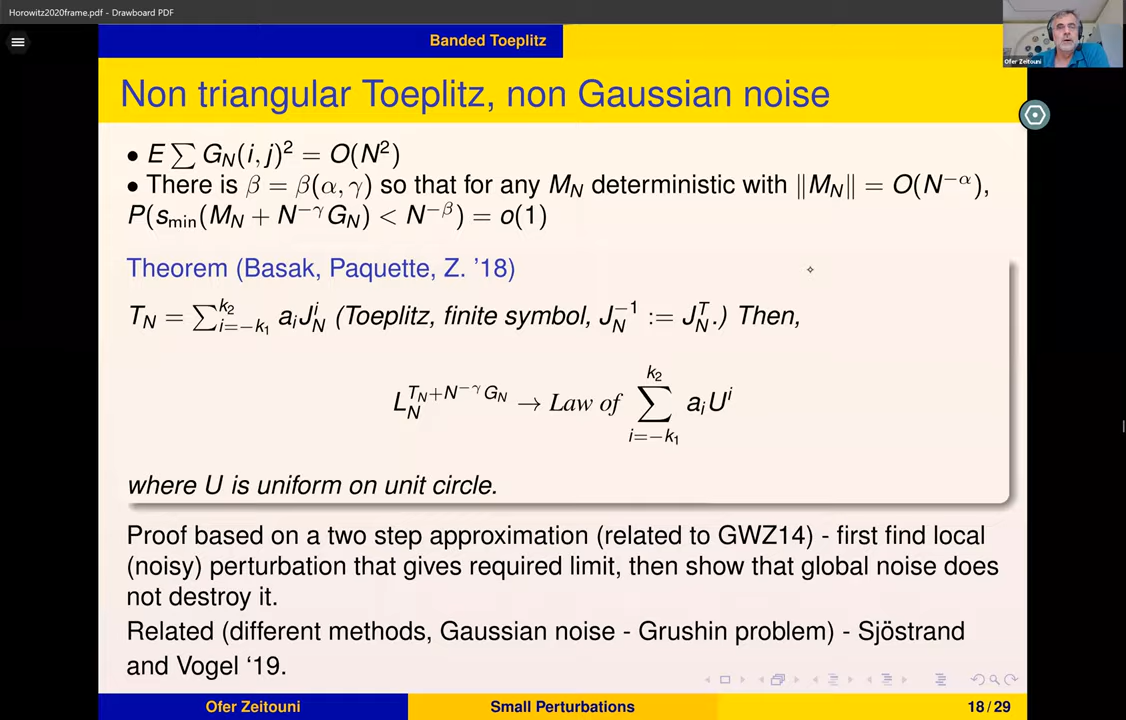 Horowitz2020frame.pdf - Drawboard PDF
Ofer Zeitouni
Banded Toeplitz
Non triangular Toeplitz, non Gaussian noise
• E ∑ G_N(i, j)² = O(N²)
• There is β = β(α, γ) so that for any M_N deterministic with ‖M_N‖ = O(N^{−α}),
P(s_min(M_N + N^{−γ}G_N) < N^{−β}) = o(1)
Theorem (Basak, Paquette, Z. '18)
T_N = ∑_{i=−k_1}^{k_2} a_i J_N^i (Toeplitz, finite symbol, J_N^{−1} := J_N^T.) Then,
L_N^{T_N+N^{−γ}G_N} → Law of ∑_{i=−k_1}^{k_2} a_i U^i
where U is uniform on unit circle.
Proof based on a two step approximation (related to GWZ14) - first find local
(noisy) perturbation that gives required limit, then show that global noise does
not destroy it.
Related (different methods, Gaussian noise - Grushin problem) - Sjöstrand
and Vogel '19.
Ofer Zeitouni
Small Perturbations
18 / 29